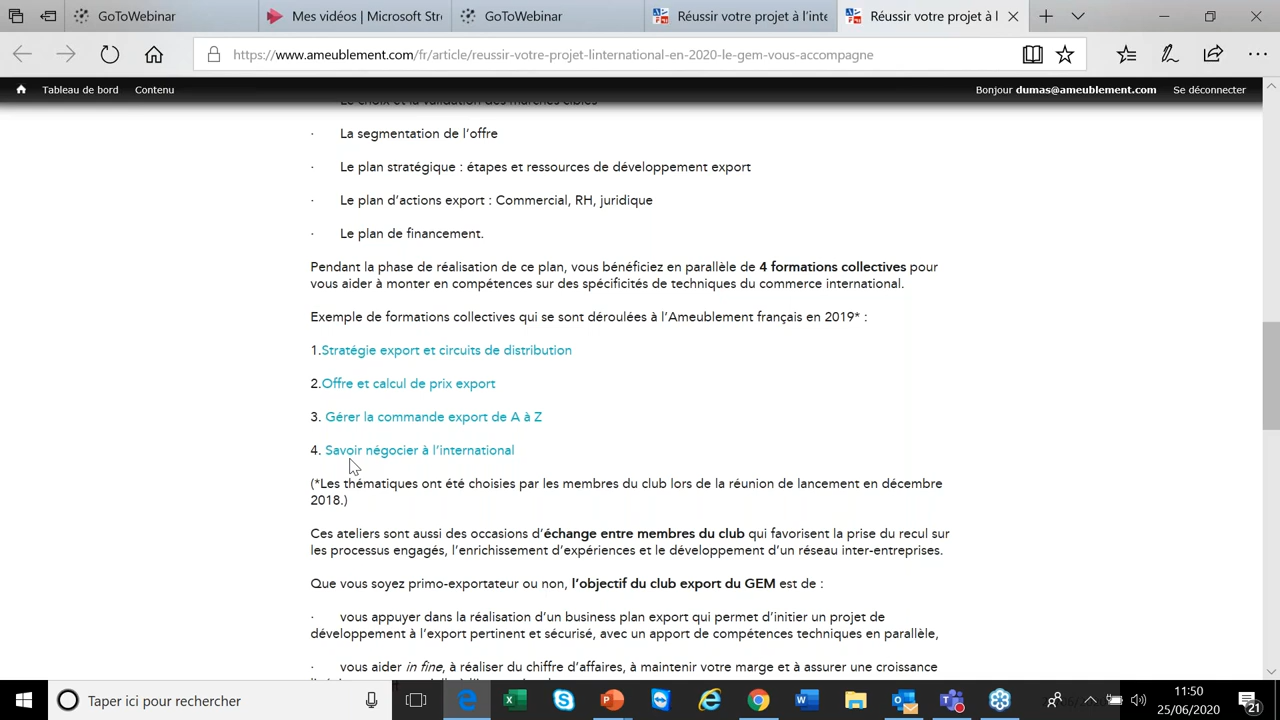 GoToWebinar
Mes vidéos | Microsoft Stre
GoToWebinar
Réussir votre projet à l'inte
Réussir votre projet à l
https://www.ameublement.com/fr/article/reussir-votre-projet-linternational-en-2020-le-gem-vous-accompagne
Tableau de bord Contenu Bonjour dumas@ameublement.com Se déconnecter
Le choix et la validation des marchés cibles
· La segmentation de l'offre
· Le plan stratégique : étapes et ressources de développement export
· Le plan d'actions export : Commercial, RH, juridique
· Le plan de financement.
Pendant la phase de réalisation de ce plan, vous bénéficiez en parallèle de 4 formations collectives pour
vous aider à monter en compétences sur des spécificités de techniques du commerce international.
Exemple de formations collectives qui se sont déroulées à l'Ameublement français en 2019* :
1.Stratégie export et circuits de distribution
2.Offre et calcul de prix export
3. Gérer la commande export de A à Z
4. Savoir négocier à l'international
(*Les thématiques ont été choisies par les membres du club lors de la réunion de lancement en décembre
2018.)
Ces ateliers sont aussi des occasions d'échange entre membres du club qui favorisent la prise du recul sur
les processus engagés, l'enrichissement d'expériences et le développement d'un réseau inter-entreprises.
Que vous soyez primo-exportateur ou non, l'objectif du club export du GEM est de :
· vous appuyer dans la réalisation d'un business plan export qui permet d'initier un projet de
développement à l'export pertinent et sécurisé, avec un apport de compétences techniques en parallèle,
· vous aider in fine, à réaliser du chiffre d'affaires, à maintenir votre marge et à assurer une croissance
Taper ici pour rechercher
11:50
25/06/2020
21